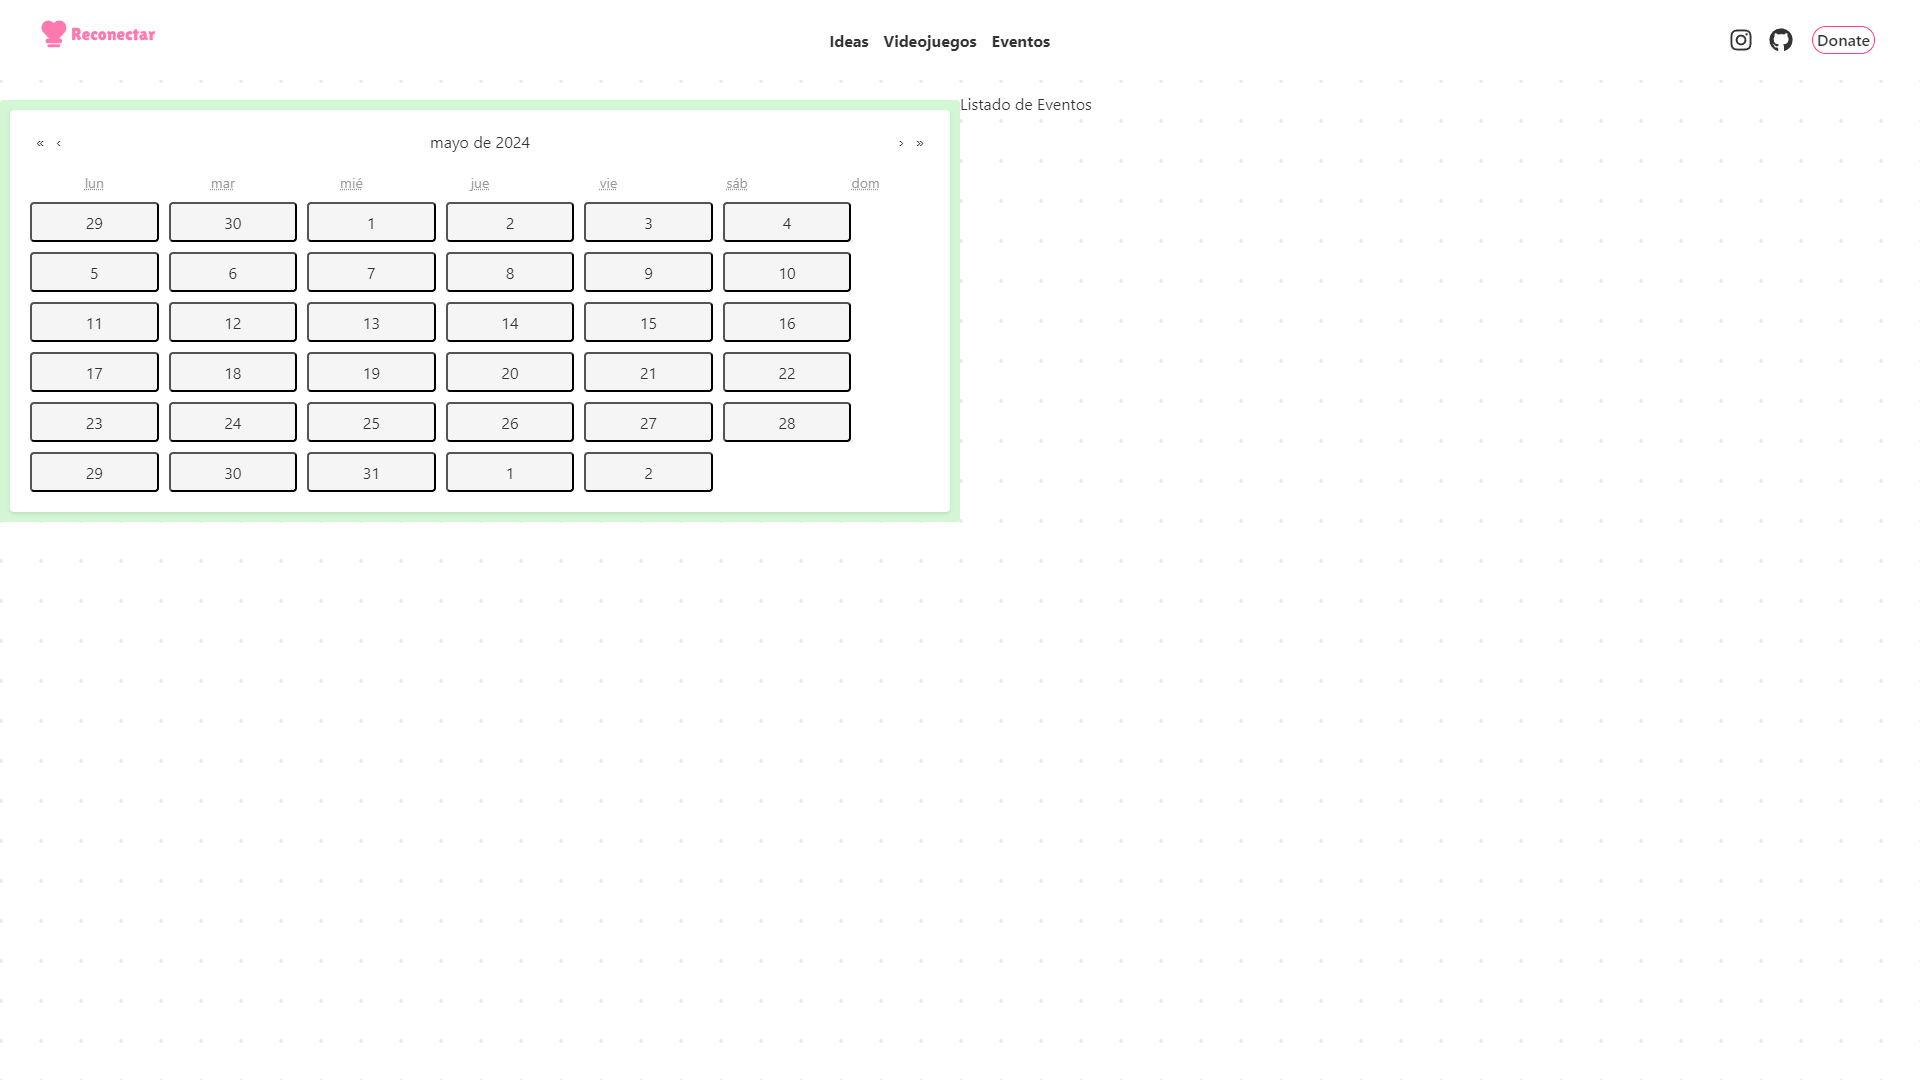 Reconectar
Ideas Videojuegos Eventos
Donate
Listado de Eventos
« ‹ mayo de 2024 › »
lun mar mié jue vie sáb dom
29 30 1 2 3 4
5 6 7 8 9 10
11 12 13 14 15 16
17 18 19 20 21 22
23 24 25 26 27 28
29 30 31 1 2